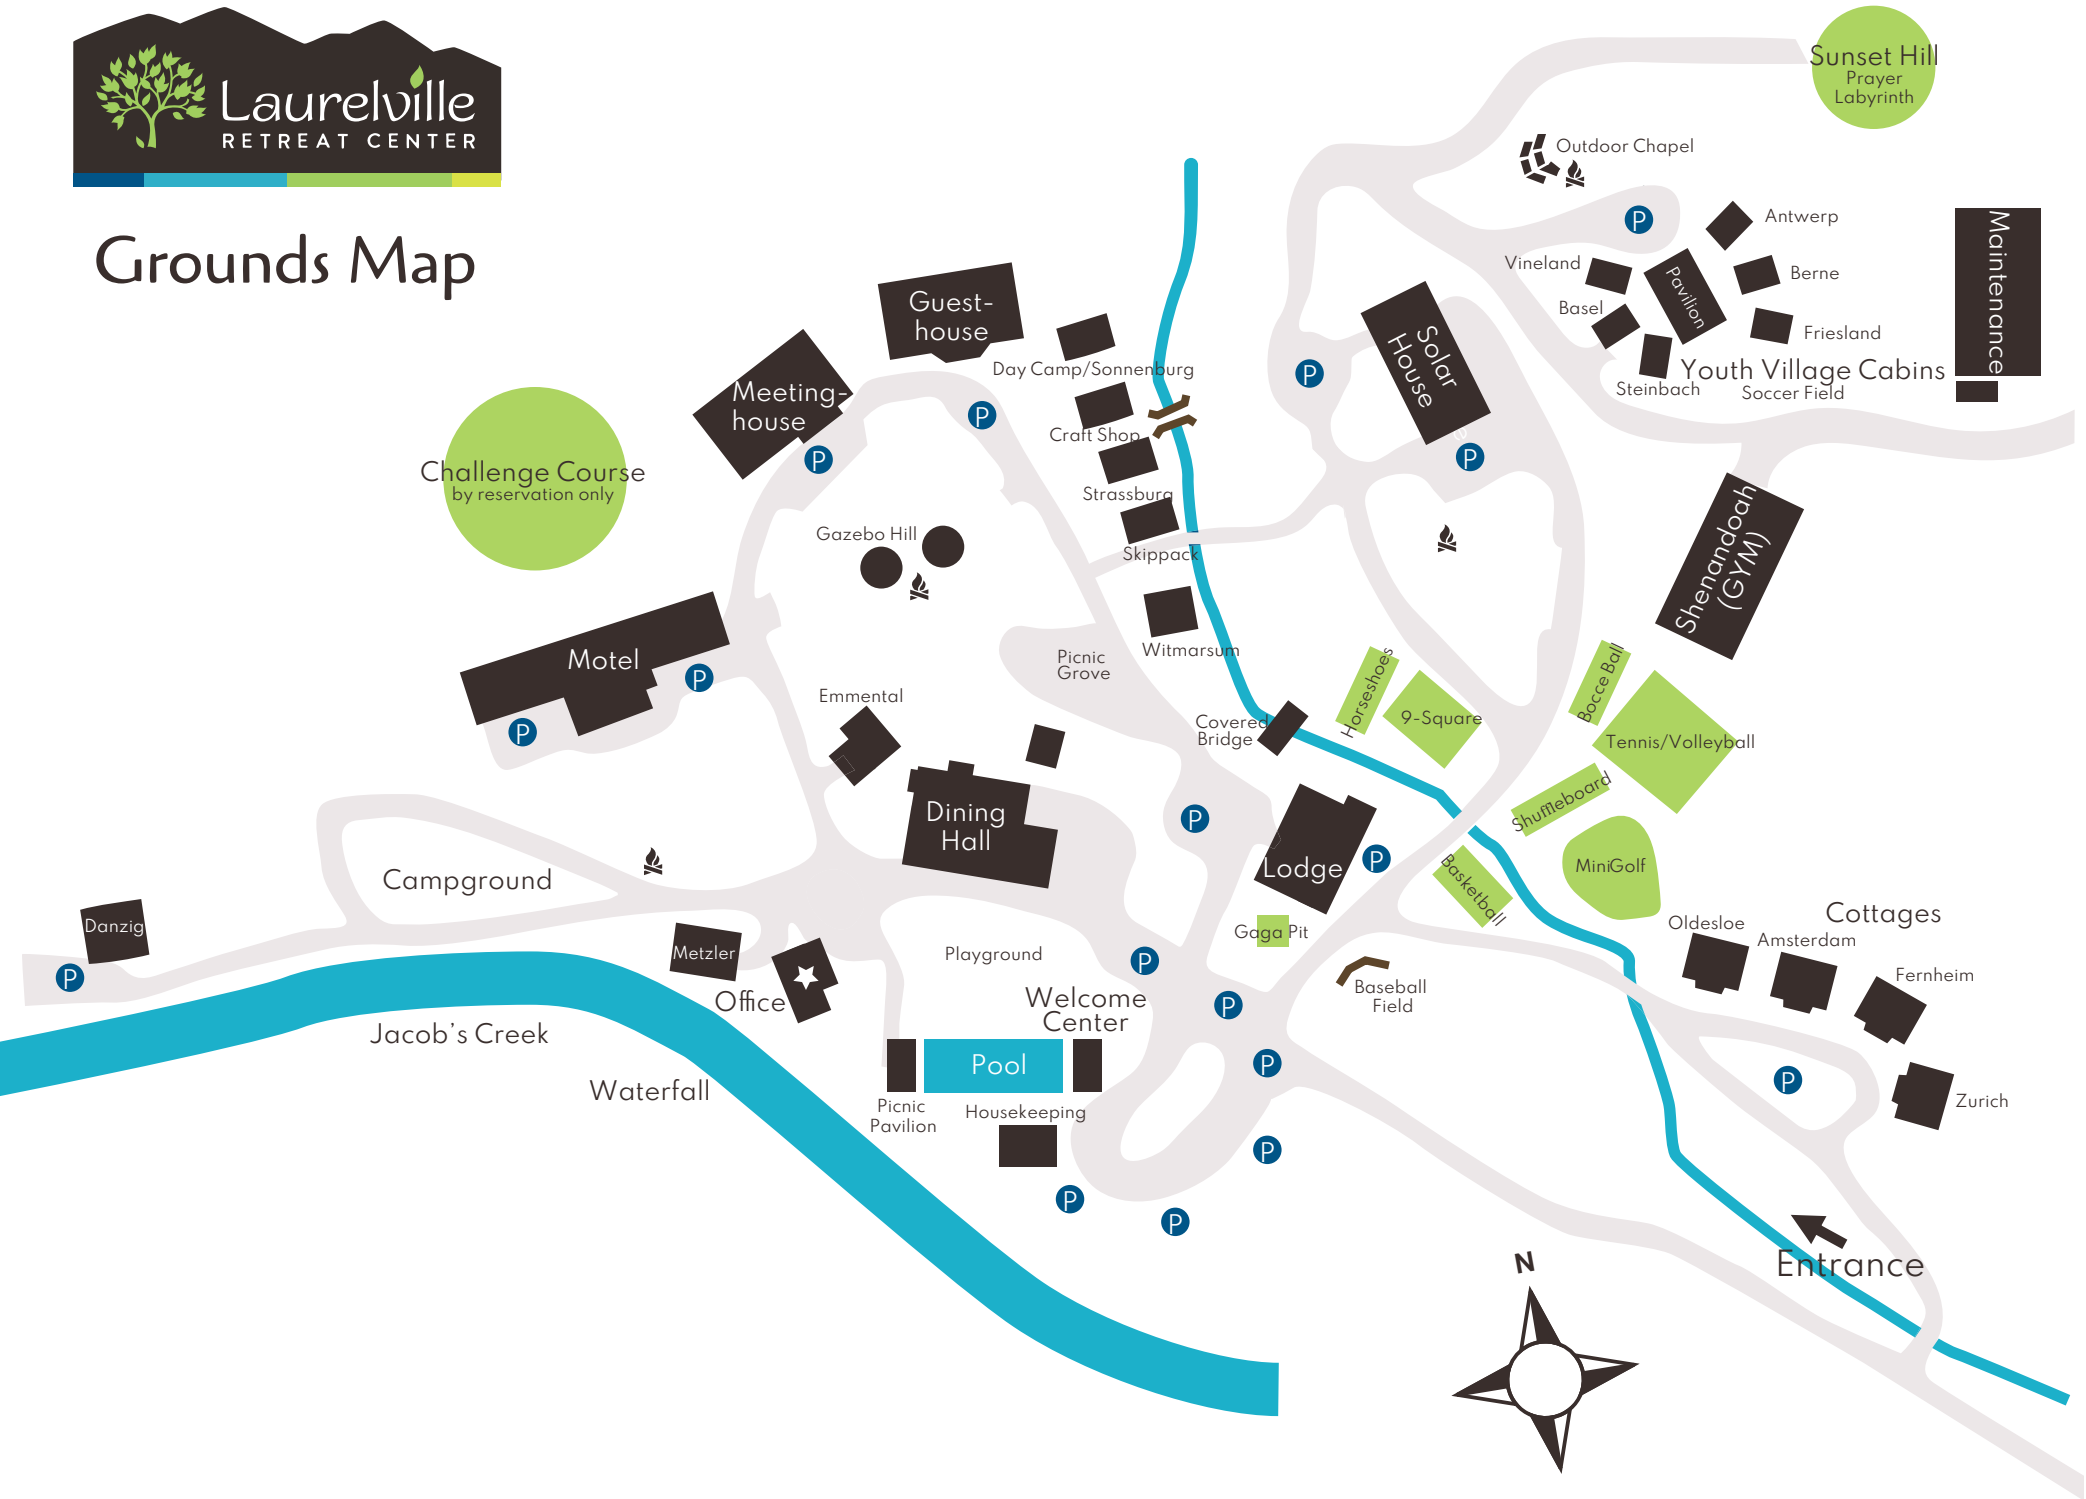 Laurelville
RETREAT CENTER
Grounds Map
Sunset Hill
Prayer
Labyrinth
Outdoor Chapel
P
Antwerp
Vineland
Pavilion
Berne
Basel
Friesland
Steinbach
Youth Village Cabins
Soccer Field
Maintenance
Guest-
house
Meeting-
house
P
P
Day Camp/Sonnenburg
Craft Shop
Strassburg
Skippack
Witmarsum
Solar
House
P
P
Challenge Course
by reservation only
Gazebo Hill
Shenandoah
(GYM)
Motel
P
P
Emmental
Picnic
Grove
Covered
Bridge
Horseshoes
9-Square
Bocce Ball
Tennis/Volleyball
Shuffleboard
MiniGolf
Basketball
Dining
Hall
P
Lodge
P
Gaga Pit
Campground
Danzig
P
Metzler
Office
Playground
P
Welcome
Center
P
Baseball
Field
Cottages
Oldesloe
Amsterdam
Fernheim
Zurich
P
Jacob's Creek
Waterfall
Pool
Picnic
Pavilion
Housekeeping
P
P
P
P
Entrance
N